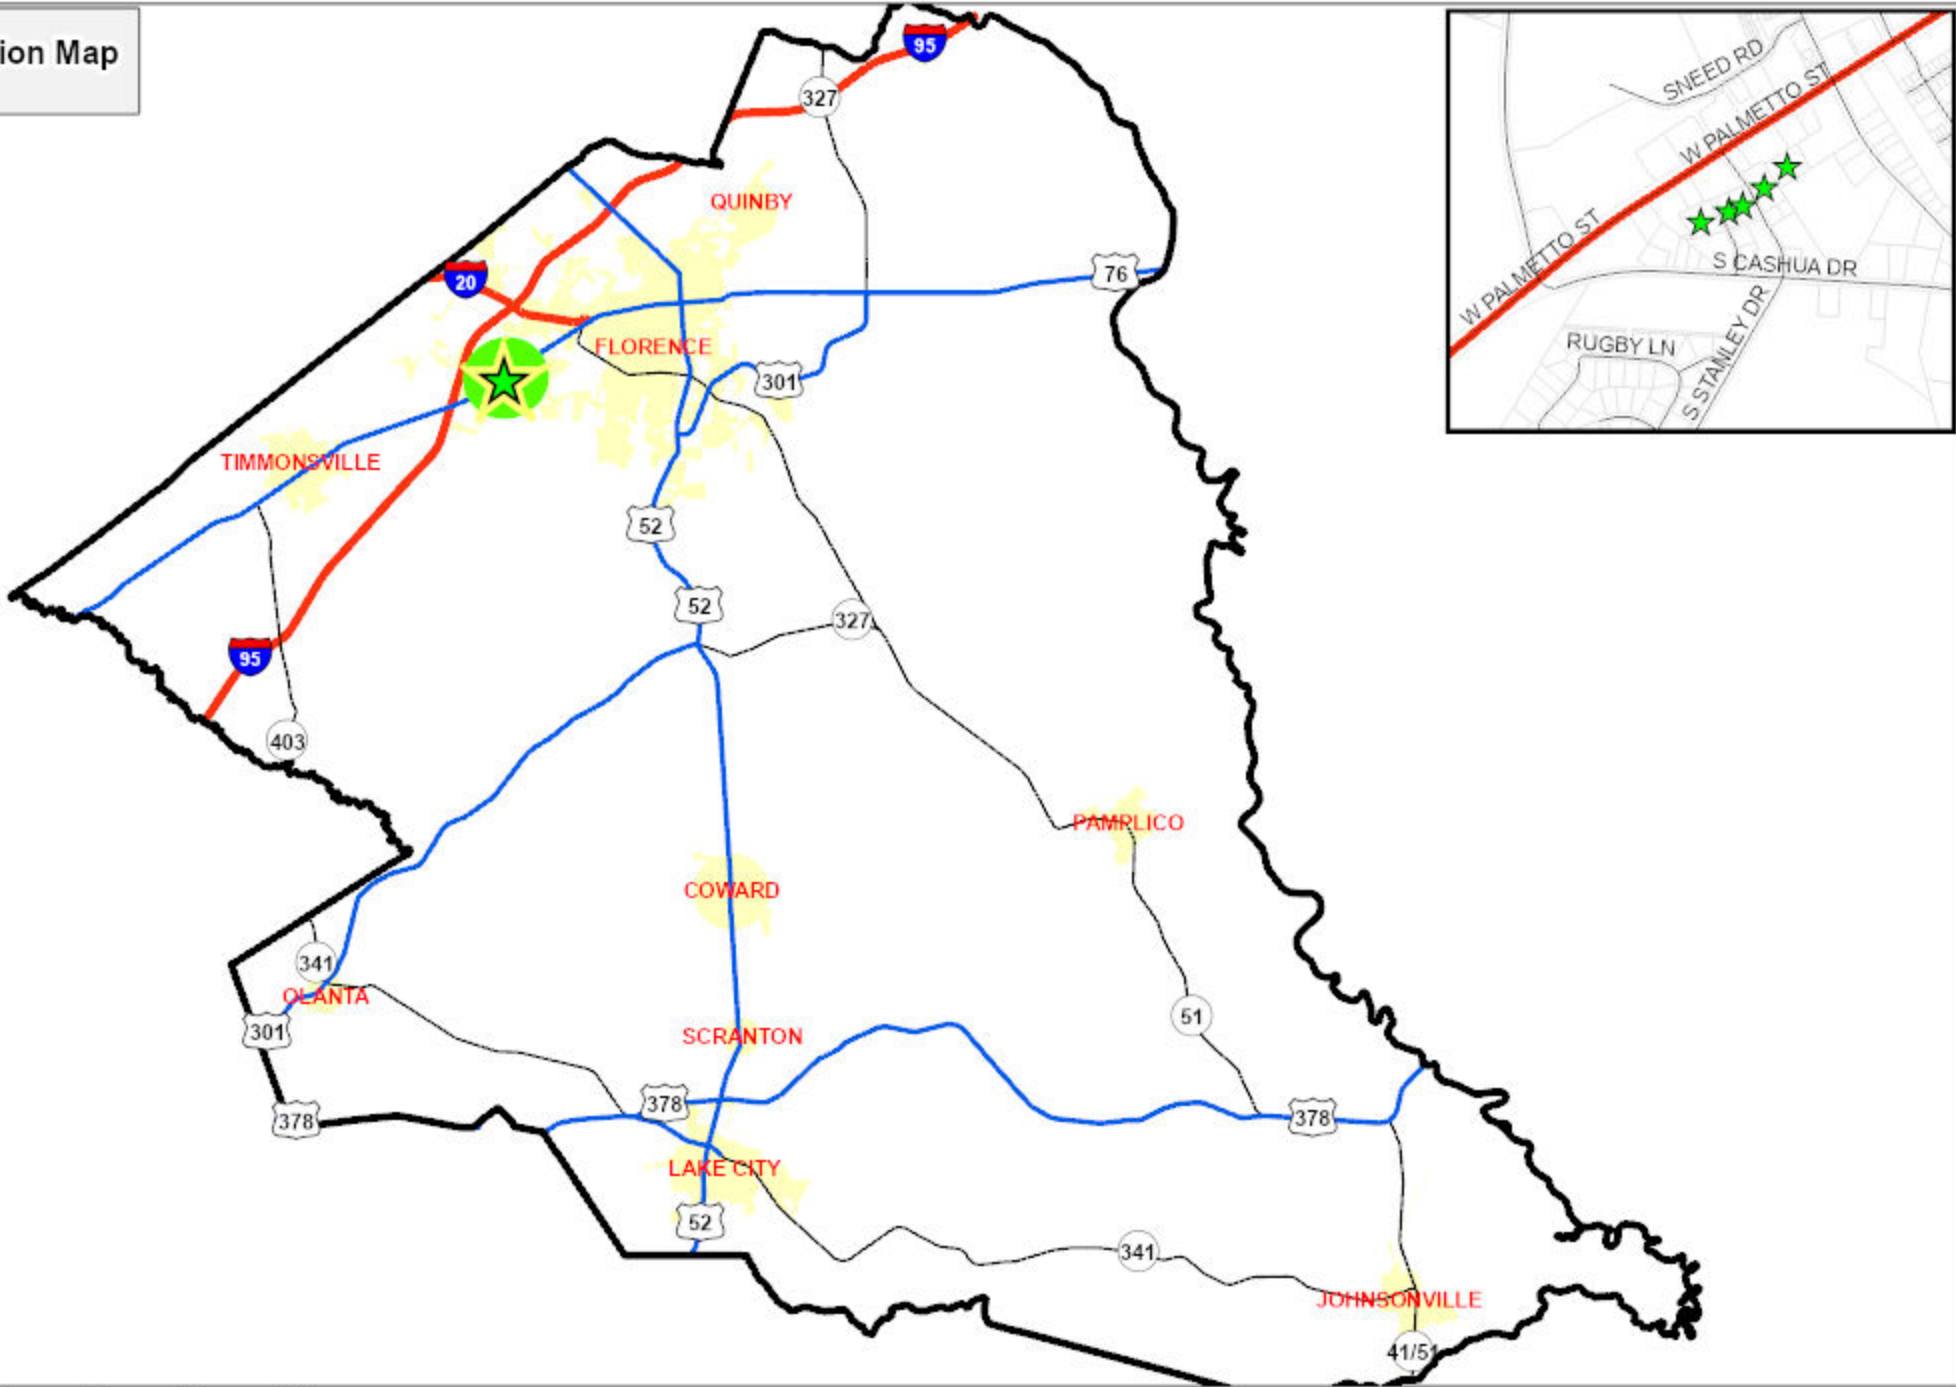 ion Map
95
327
QUINBY
20
76
FLORENCE
301
TIMMONSVILLE
52
52
327
95
403
PAMPLICO
COWARD
341
OLANTA
301
51
SCRANTON
378
378
378
LAKE CITY
52
341
JOHNSONVILLE
41/51
SNEED RD
W PALMETTO ST
W PALMETTO ST
S CASHUA DR
S STANLEY DR
RUGBY LN